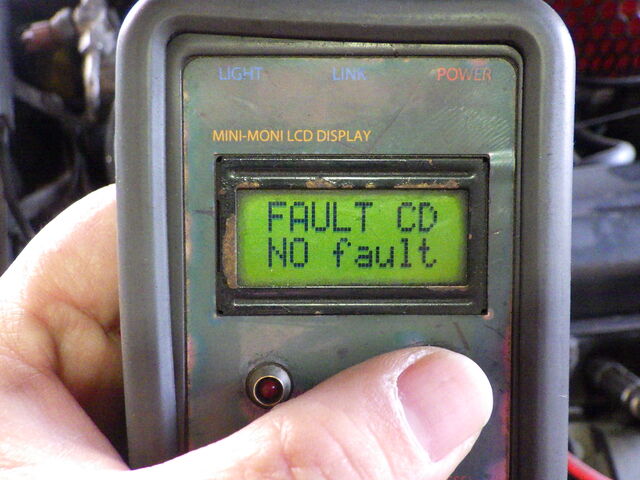 LIGHT LINK POWER
MINI-MONI LCD DISPLAY
FAULT CD
NO fault